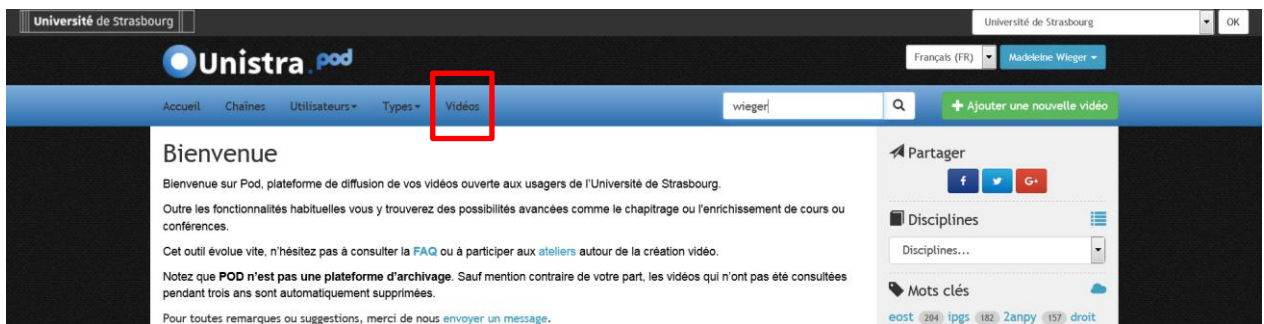 Université de Strasbourg
Université de Strasbourg
OK
Unistra.pod
Français (FR)
Madeleine Wieger
Accueil
Chaînes
Utilisateurs
Types
Vidéos
wieger
Ajouter une nouvelle vidéo
Bienvenue
Bienvenue sur Pod, plateforme de diffusion de vos vidéos ouverte aux usagers de l'Université de Strasbourg.
Outre les fonctionnalités habituelles vous y trouverez des possibilités avancées comme le chapitrage ou l'enrichissement de cours ou
conférences.
Cet outil évolue vite, n'hésitez pas à consulter la FAQ ou à participer aux ateliers autour de la création vidéo.
Notez que POD n'est pas une plateforme d'archivage. Sauf mention contraire de votre part, les vidéos qui n'ont pas été consultées
pendant trois ans sont automatiquement supprimées.
Pour toutes remarques ou suggestions, merci de nous envoyer un message.
Partager
f
G+
Disciplines
Disciplines...
Mots clés
eost 204 ipgs 182 2anpy 157 droit